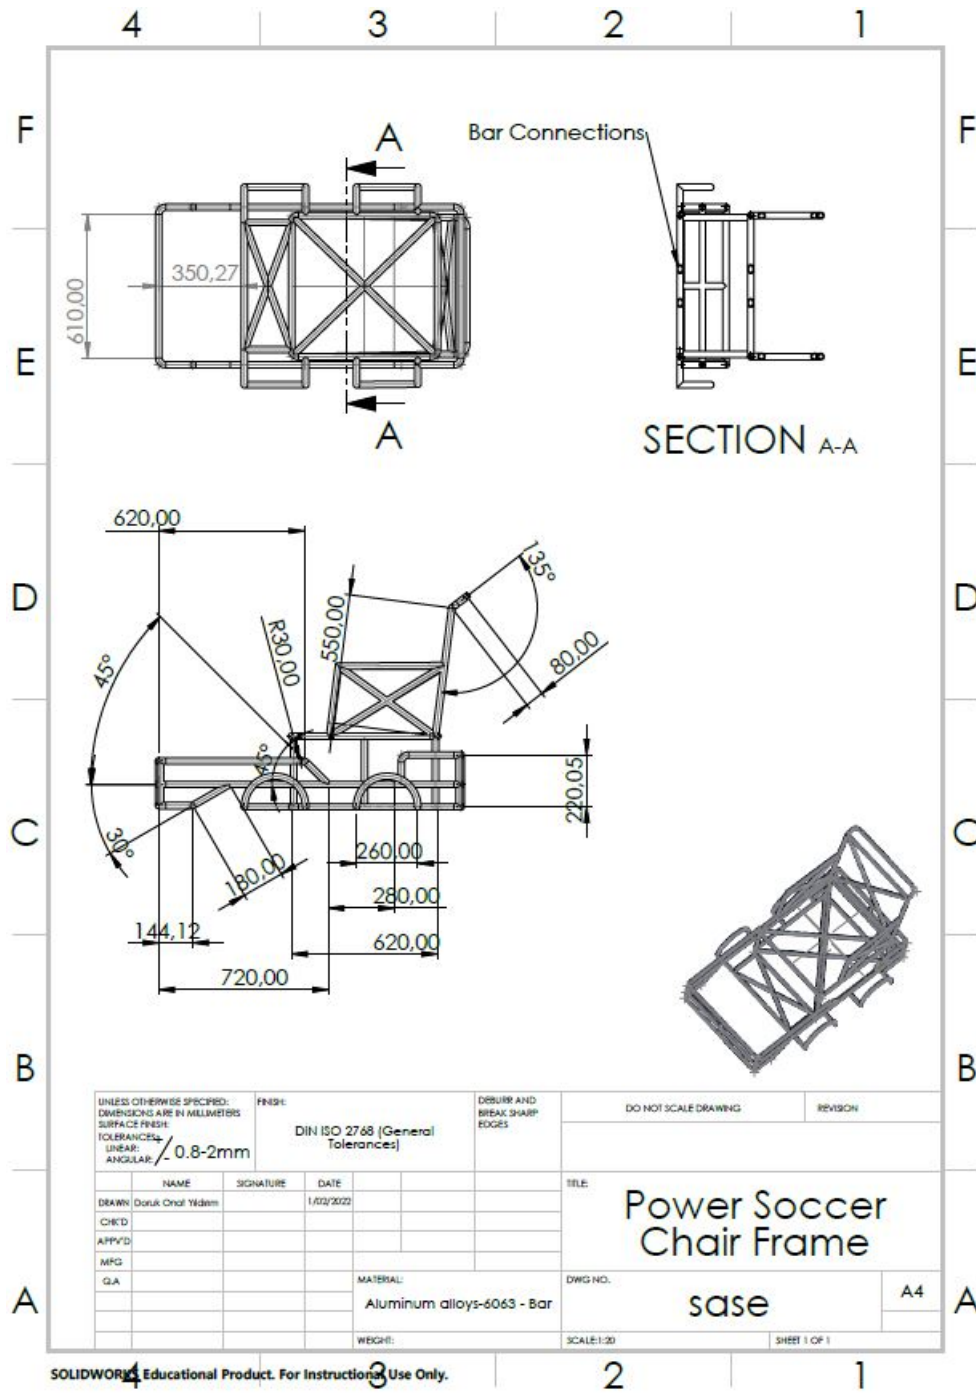 4 3 2 1
F F
Bar Connections
A
350,27
610,00
E E
A
SECTION A-A
620,00
135°
D D
550,00
R30,00
80,00
45°
45°
220,05
C C
30°
180,00
260,00
280,00
144,12
620,00
720,00
B B
UNLESS OTHERWISE SPECIFIED:
DIMENSIONS ARE IN MILLIMETERS
SURFACE FINISH:
TOLERANCES:
LINEAR:
ANGULAR:
+/- 0.8-2mm
FINISH:
DIN ISO 2768 (General
Tolerances)
DEBURR AND
BREAK SHARP
EDGES
DO NOT SCALE DRAWING
REVISION
NAME SIGNATURE DATE
DRAWN Doruk Onat Yıldırım 1/02/2022
CHK'D
APPV'D
MFG
Q.A
MATERIAL:
Aluminum alloys-6063 - Bar
WEIGHT:
TITLE:
Power Soccer
Chair Frame
DWG NO.
sase
A4
SCALE:1:20
SHEET 1 OF 1
A A
SOLIDWORKS Educational Product. For Instructional Use Only.
4 3 2 1